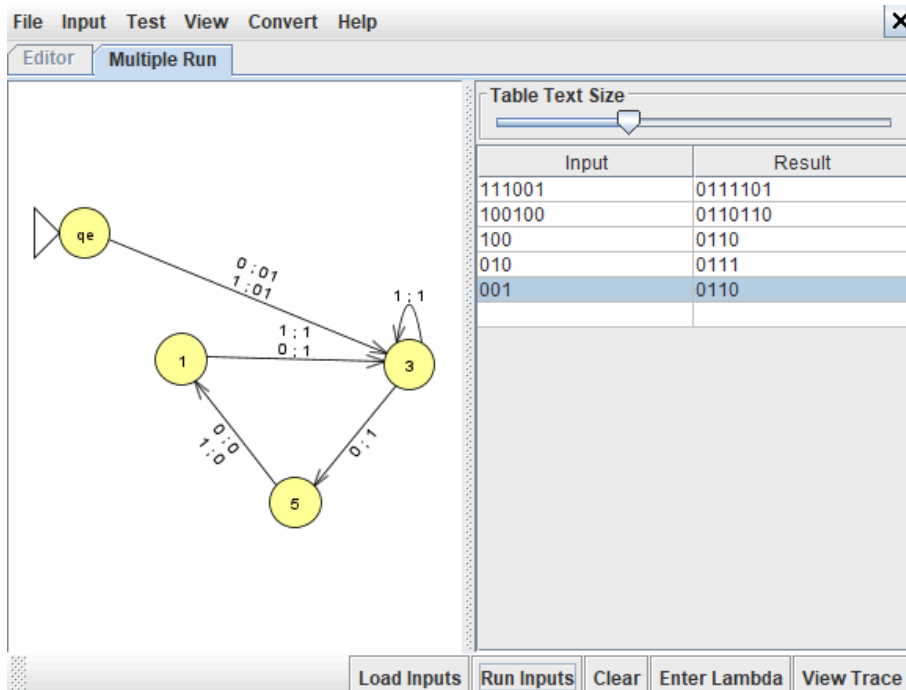 File Input Test View Convert Help
Editor Multiple Run
Table Text Size
Input Result
111001 0111101
100100 0110110
100 0110
010 0111
001 0110
qe
0 ; 01
1 ; 01
1 ; 1
1 ; 1
0 ; 1
1
3
0 ; 0
1 ; 0
0 ; 1
5
Load Inputs Run Inputs Clear Enter Lambda View Trace